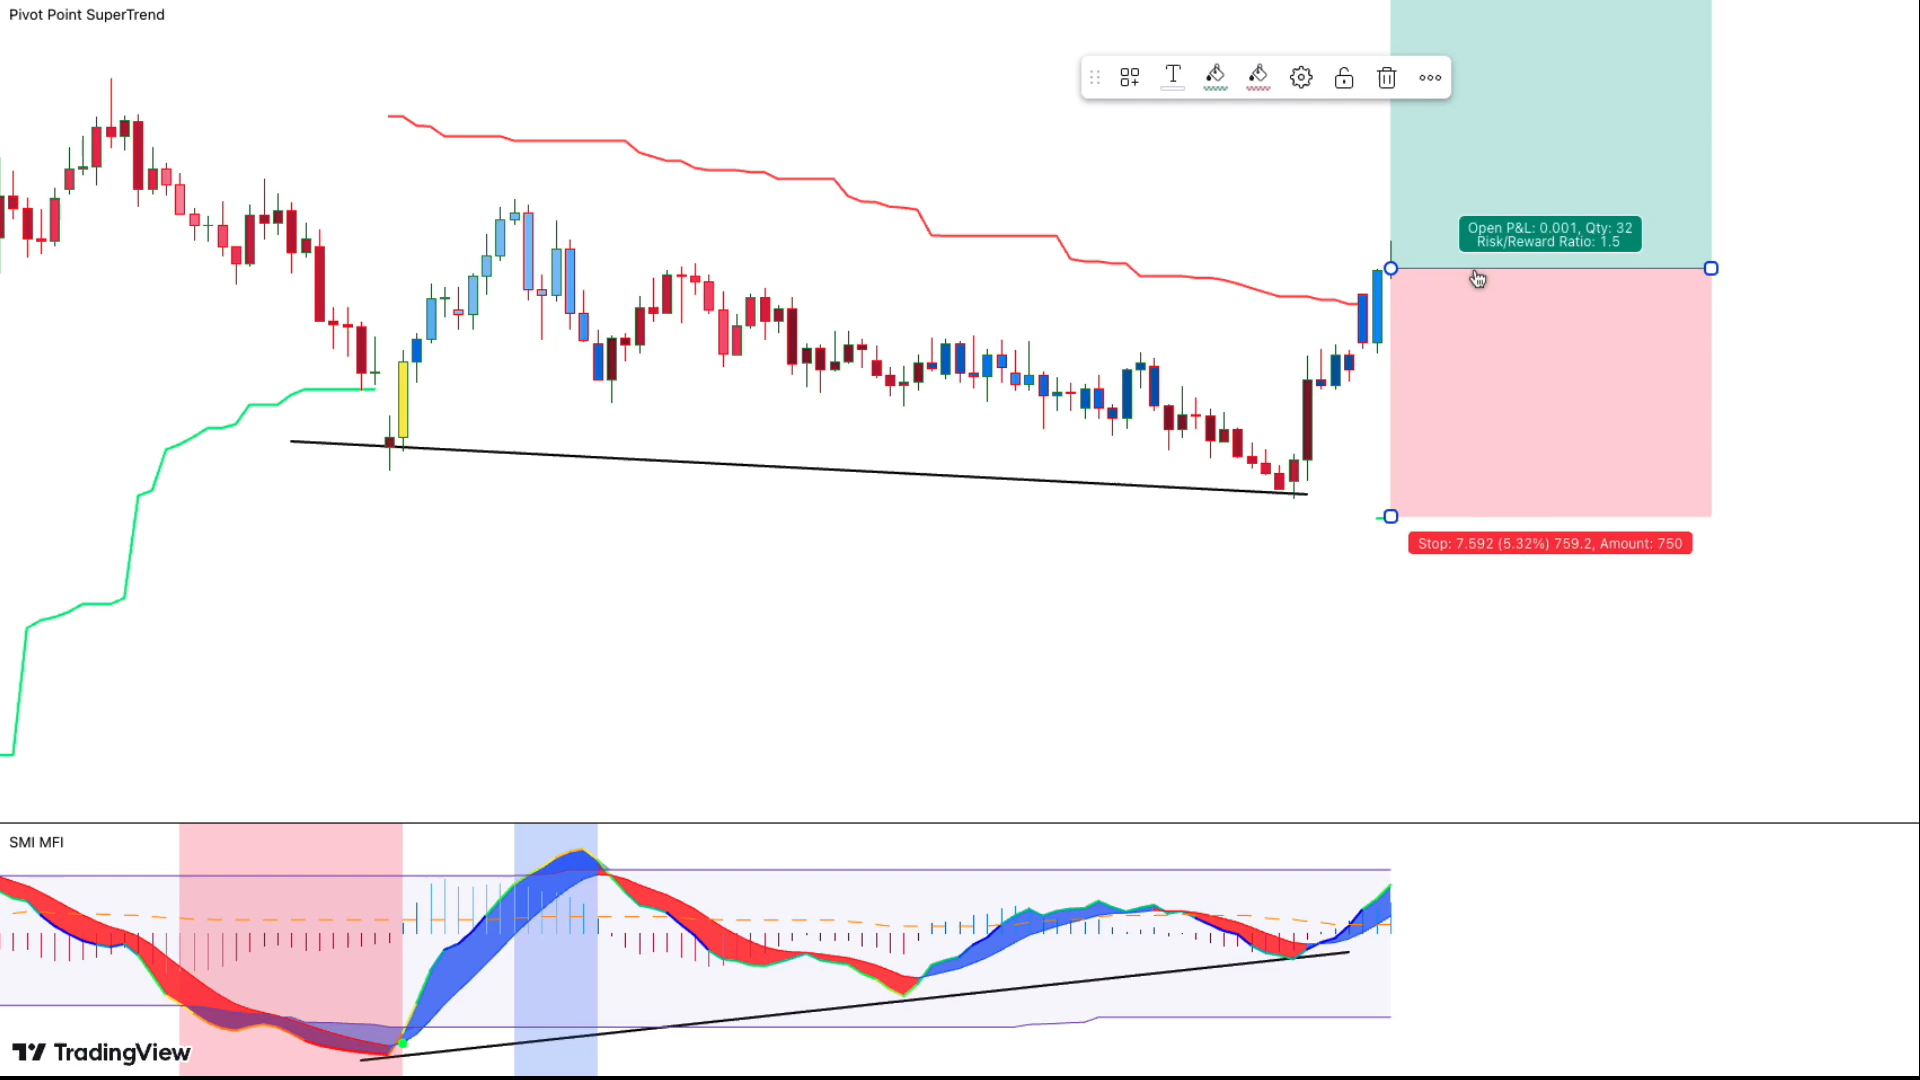 Pivot Point SuperTrend
T
Open P&L: 0.001, Qty: 32
Risk/Reward Ratio: 1.5
Stop: 7.592 (5.32%) 759.2, Amount: 750
SMI MFI
TradingView